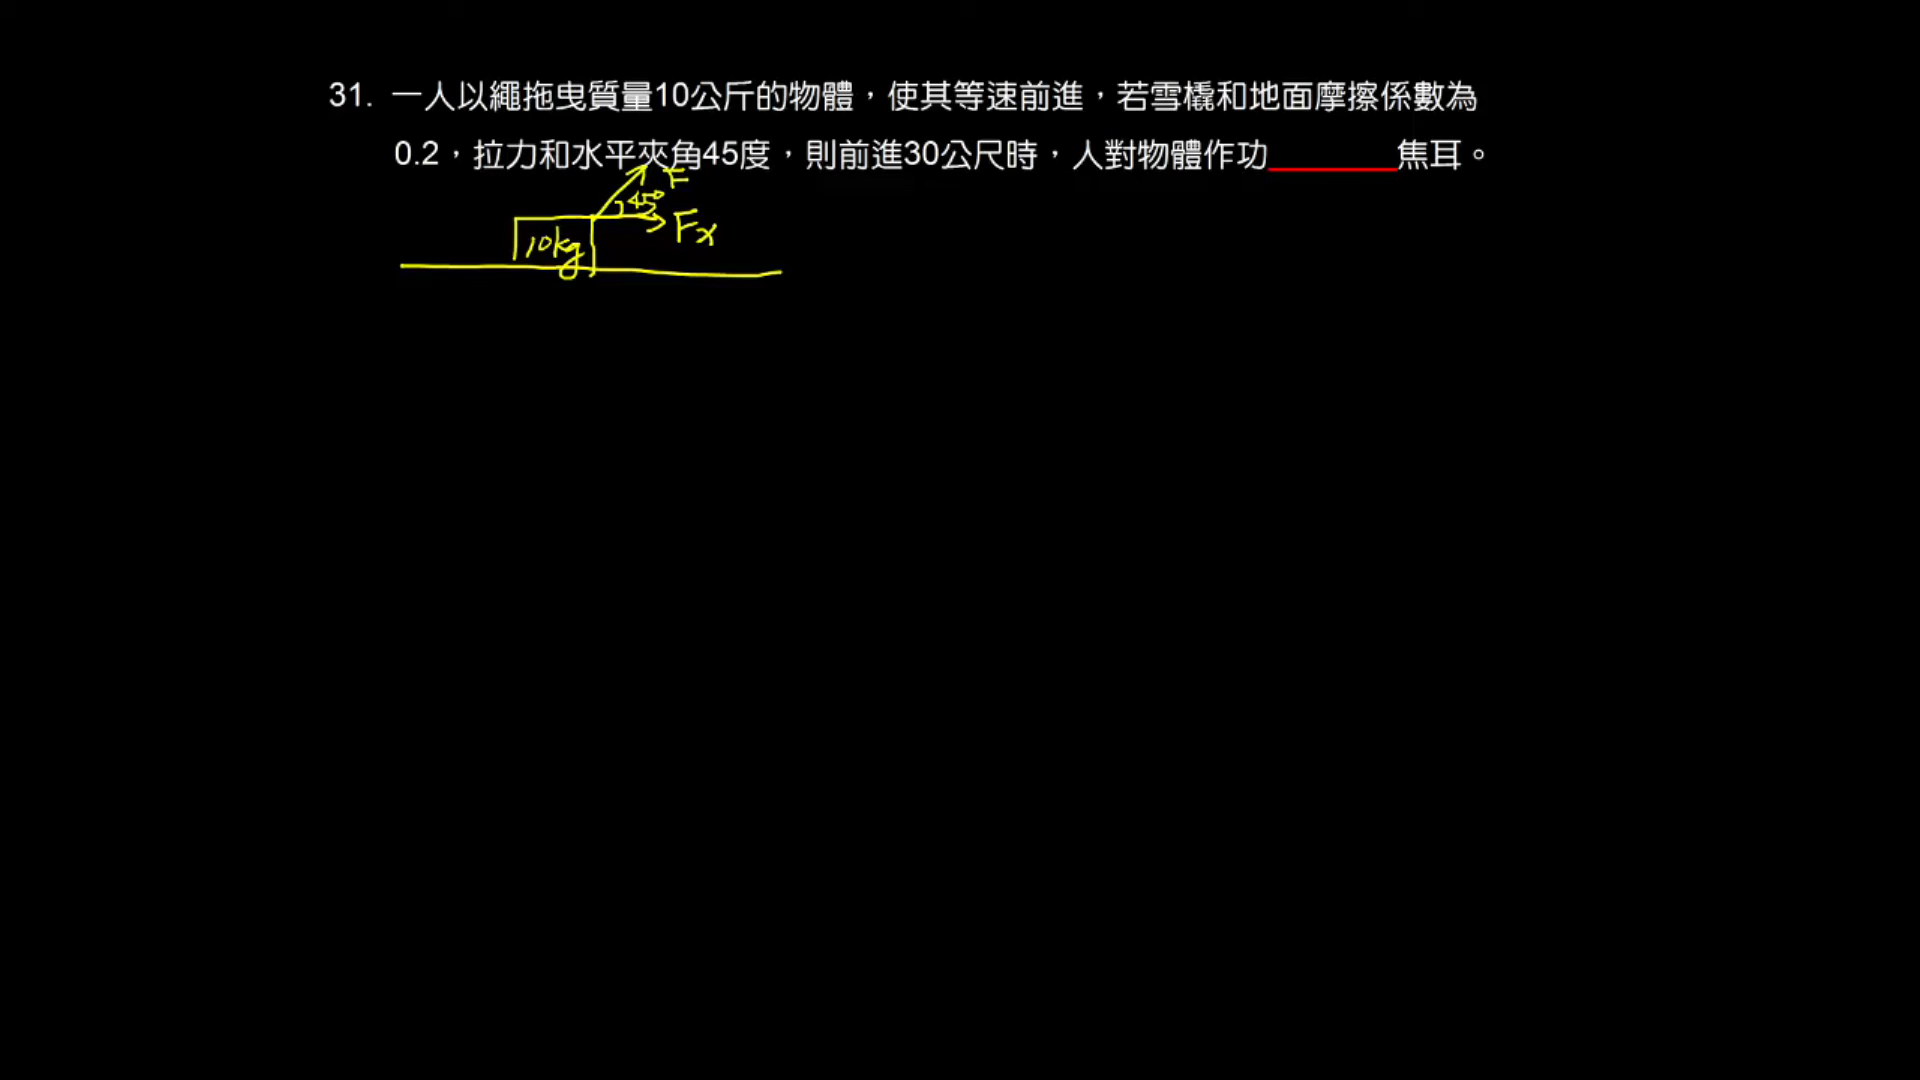 31. 一人以繩拖曳質量10公斤的物體，使其等速前進，若雪橇和地面摩擦係數為
0.2，拉力和水平夾角45度，則前進30公尺時，人對物體作功________焦耳。
F
45°
Fx
10kg